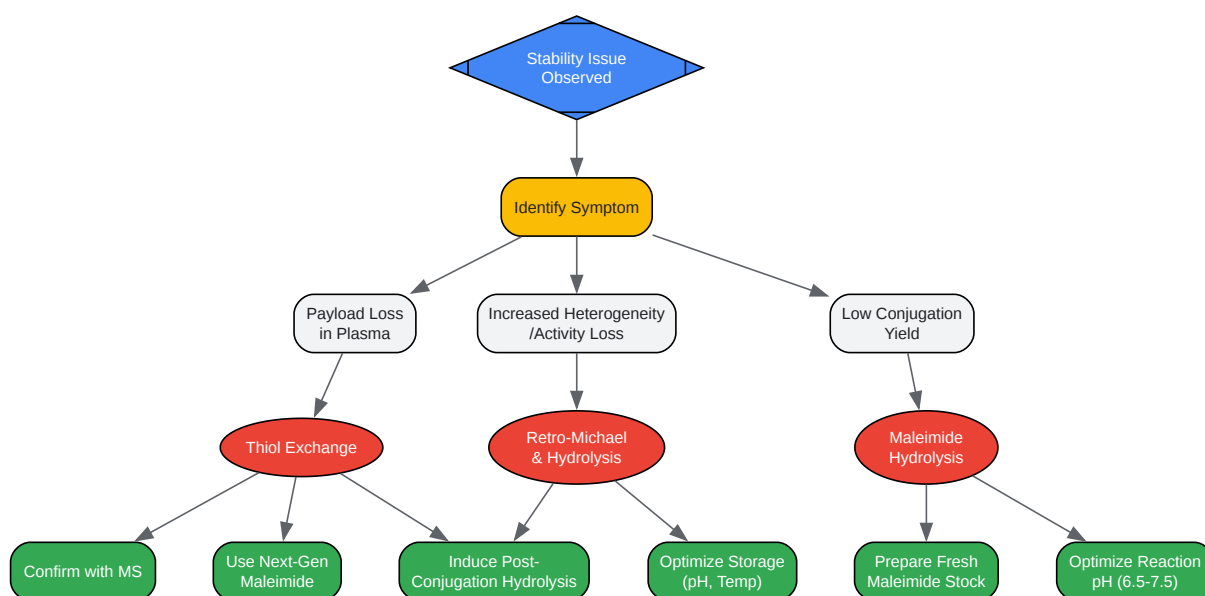 Stability Issue
Observed
Identify Symptom
Payload Loss
in Plasma
Increased Heterogeneity
/Activity Loss
Low Conjugation
Yield
Thiol Exchange
Retro-Michael
& Hydrolysis
Maleimide
Hydrolysis
Confirm with MS
Use Next-Gen
Maleimide
Induce Post-
Conjugation Hydrolysis
Optimize Storage
(pH, Temp)
Prepare Fresh
Maleimide Stock
Optimize Reaction
pH (6.5-7.5)